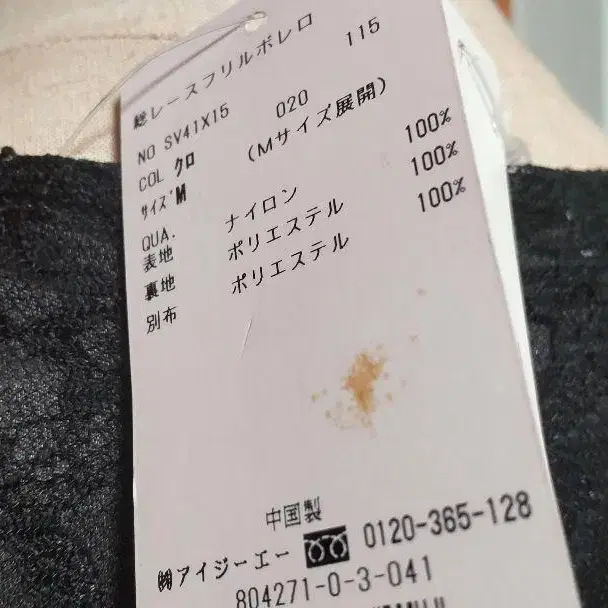 総レースフリルボレロ 115
NO SV41X15
COL クロ 020
サイズ M (Mサイズ展開)
QUA.
表地 ナイロン 100%
裏地 ポリエステル 100%
別布 ポリエステル 100%
中国製
㈱アイジーエー 0120-365-128
804271-0-3-041